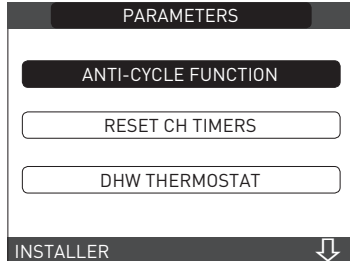 PARAMETERS
ANTI-CYCLE FUNCTION
RESET CH TIMERS
DHW THERMOSTAT
INSTALLER